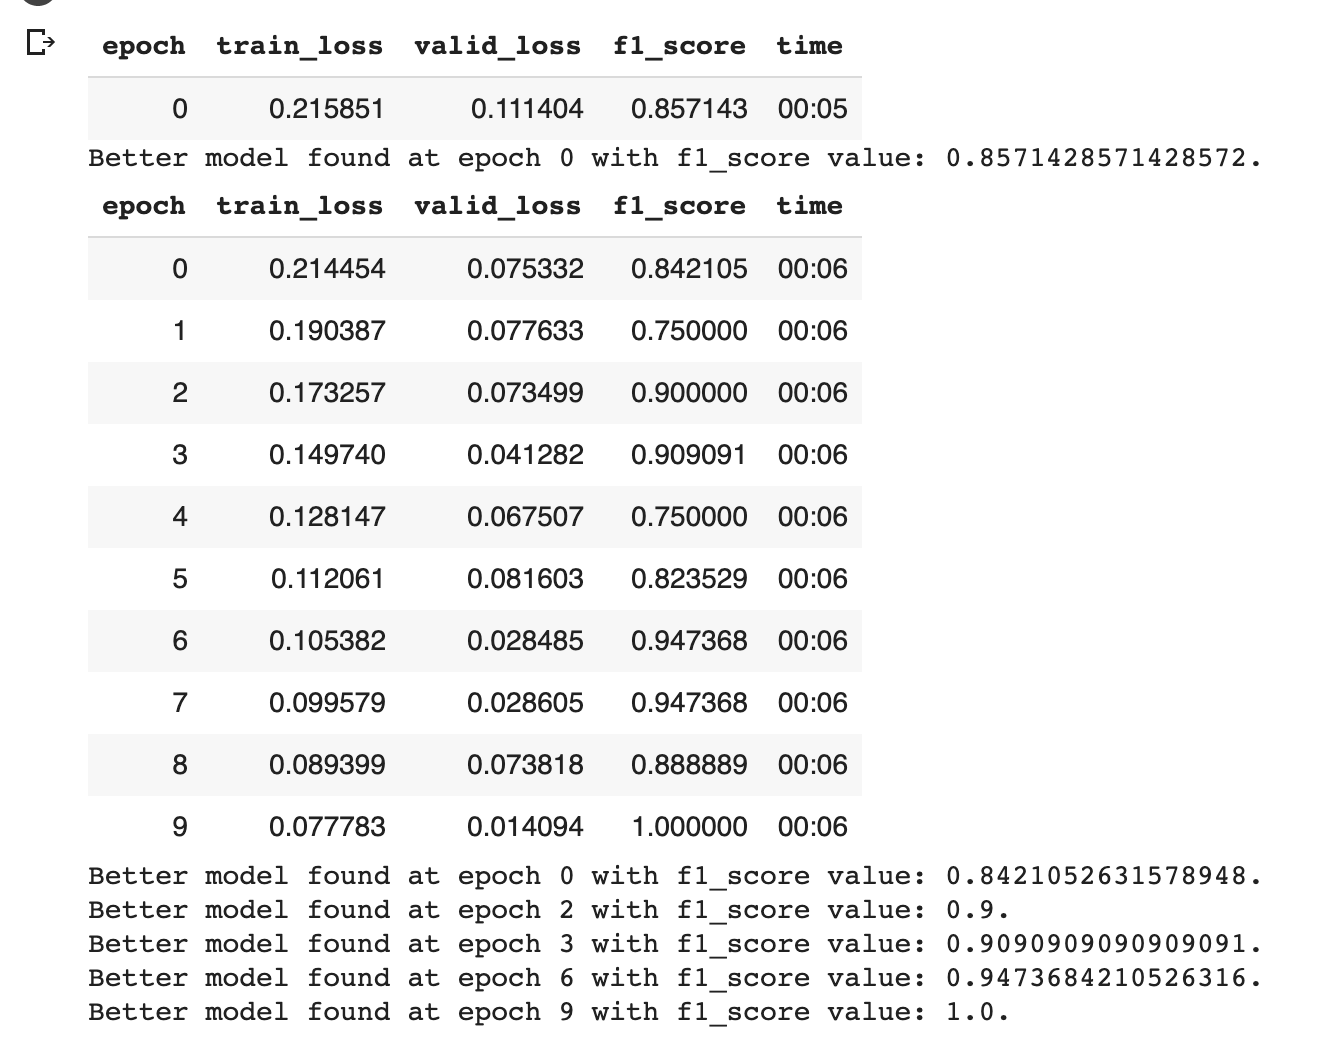 epoch train_loss valid_loss f1_score time
0 0.215851 0.111404 0.857143 00:05
Better model found at epoch 0 with f1_score value: 0.8571428571428572.
epoch train_loss valid_loss f1_score time
0 0.214454 0.075332 0.842105 00:06
1 0.190387 0.077633 0.750000 00:06
2 0.173257 0.073499 0.900000 00:06
3 0.149740 0.041282 0.909091 00:06
4 0.128147 0.067507 0.750000 00:06
5 0.112061 0.081603 0.823529 00:06
6 0.105382 0.028485 0.947368 00:06
7 0.099579 0.028605 0.947368 00:06
8 0.089399 0.073818 0.888889 00:06
9 0.077783 0.014094 1.000000 00:06
Better model found at epoch 0 with f1_score value: 0.8421052631578948.
Better model found at epoch 2 with f1_score value: 0.9.
Better model found at epoch 3 with f1_score value: 0.9090909090909091.
Better model found at epoch 6 with f1_score value: 0.9473684210526316.
Better model found at epoch 9 with f1_score value: 1.0.